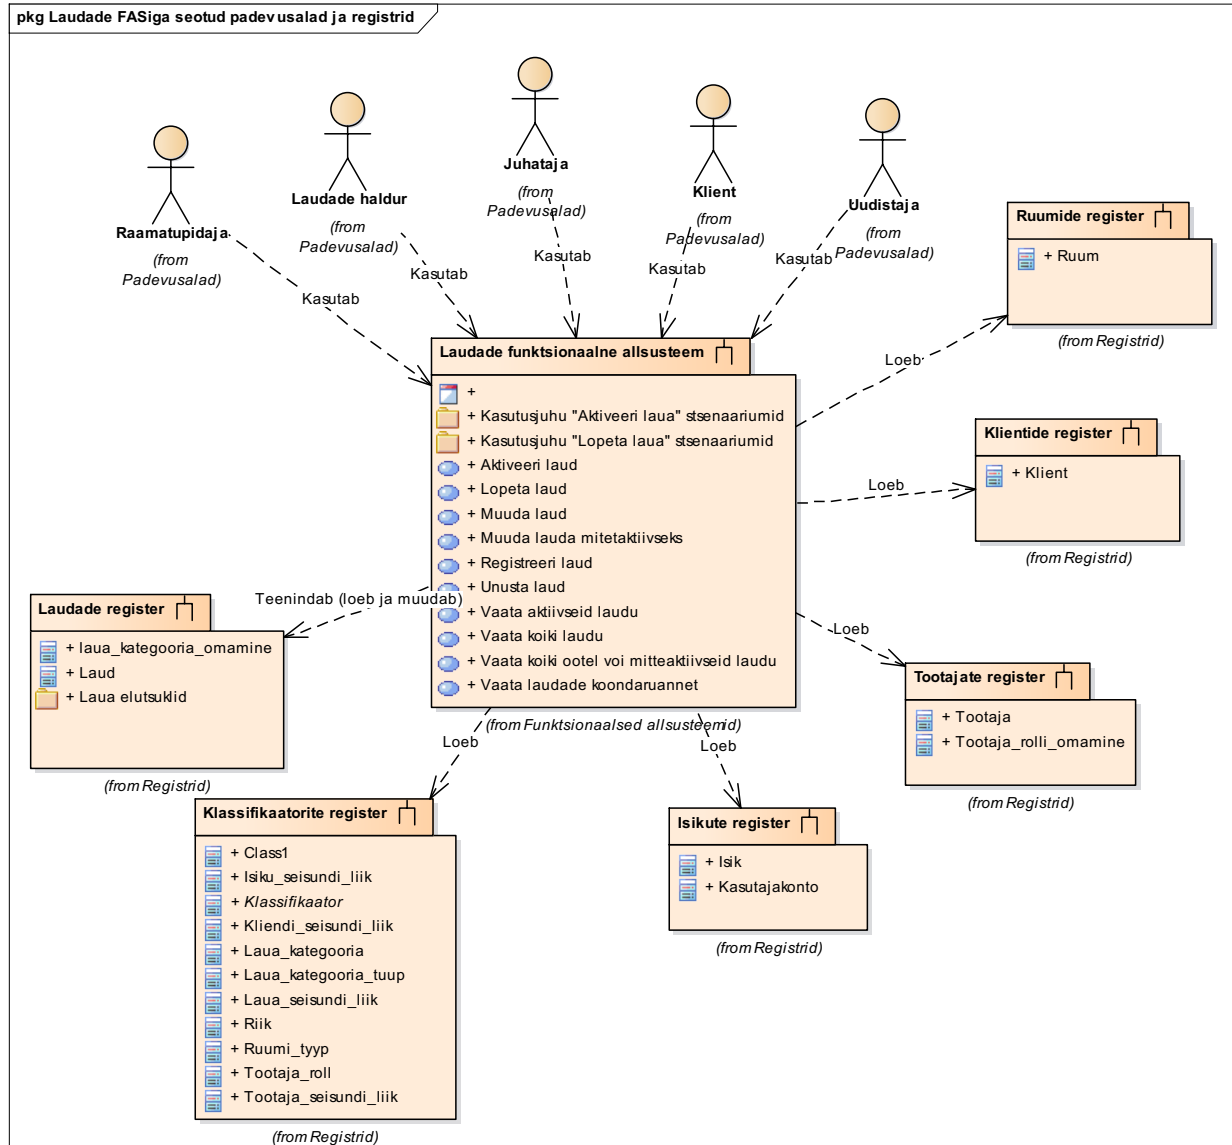 pkg Laudade FASiga seotud padevusalad ja registrid
Raamatupidaja
(from
Padevusalad)
Laudade haldur
(from
Padevusalad)
Juhataja
(from
Padevusalad)
Klient
(from
Padevusalad)
Uudistaja
(from
Padevusalad)
Kasutab
Kasutab
Kasutab
Kasutab
Kasutab
Ruumide register
+ Ruum
(from Registrid)
Loeb
Laudade funktsionaalne allsusteem
+
+ Kasutusjuhu "Aktiveeri laua" stsenaariumid
+ Kasutusjuhu "Lopeta laua" stsenaariumid
+ Aktiveeri laud
+ Lopeta laud
+ Muuda laud
+ Muuda lauda mitetaktiivseks
+ Registreeri laud
+ Unusta laud
+ Vaata aktiivseid laudu
+ Vaata koiki laudu
+ Vaata koiki ootel voi mitteaktiivseid laudu
+ Vaata laudade koondaruannet
(from Funktsionaalsed allsusteemid)
Klientide register
+ Klient
(from Registrid)
Loeb
Teenindab (loeb ja muudab)
Laudade register
+ laua_kategooria_omamine
+ Laud
+ Laua elutsuklid
(from Registrid)
Loeb
Tootajate register
+ Tootaja
+ Tootaja_rolli_omamine
(from Registrid)
Loeb
Loeb
Klassifikaatorite register
+ Class1
+ Isiku_seisundi_liik
+ Klassifikaator
+ Kliendi_seisundi_liik
+ Laua_kategooria
+ Laua_kategooria_tuup
+ Laua_seisundi_liik
+ Riik
+ Ruumi_tyyp
+ Tootaja_roll
+ Tootaja_seisundi_liik
(from Registrid)
Isikute register
+ Isik
+ Kasutajakonto
(from Registrid)